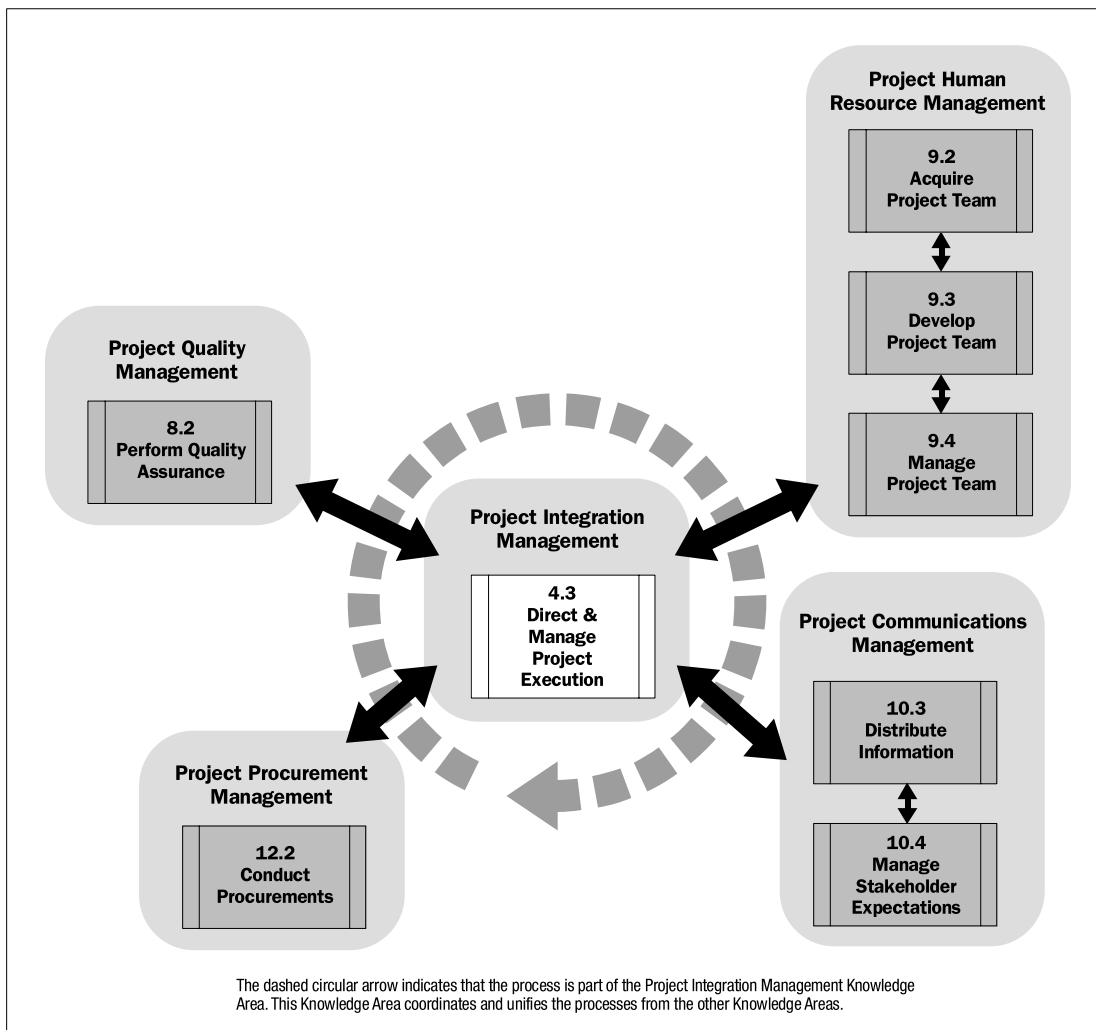 Project Human
Resource Management
9.2
Acquire
Project Team
9.3
Develop
Project Team
9.4
Manage
Project Team
Project Quality
Management
8.2
Perform Quality
Assurance
Project Integration
Management
4.3
Direct &
Manage
Project
Execution
Project Communications
Management
10.3
Distribute
Information
10.4
Manage
Stakeholder
Expectations
Project Procurement
Management
12.2
Conduct
Procurements
The dashed circular arrow indicates that the process is part of the Project Integration Management Knowledge
Area. This Knowledge Area coordinates and unifies the processes from the other Knowledge Areas.